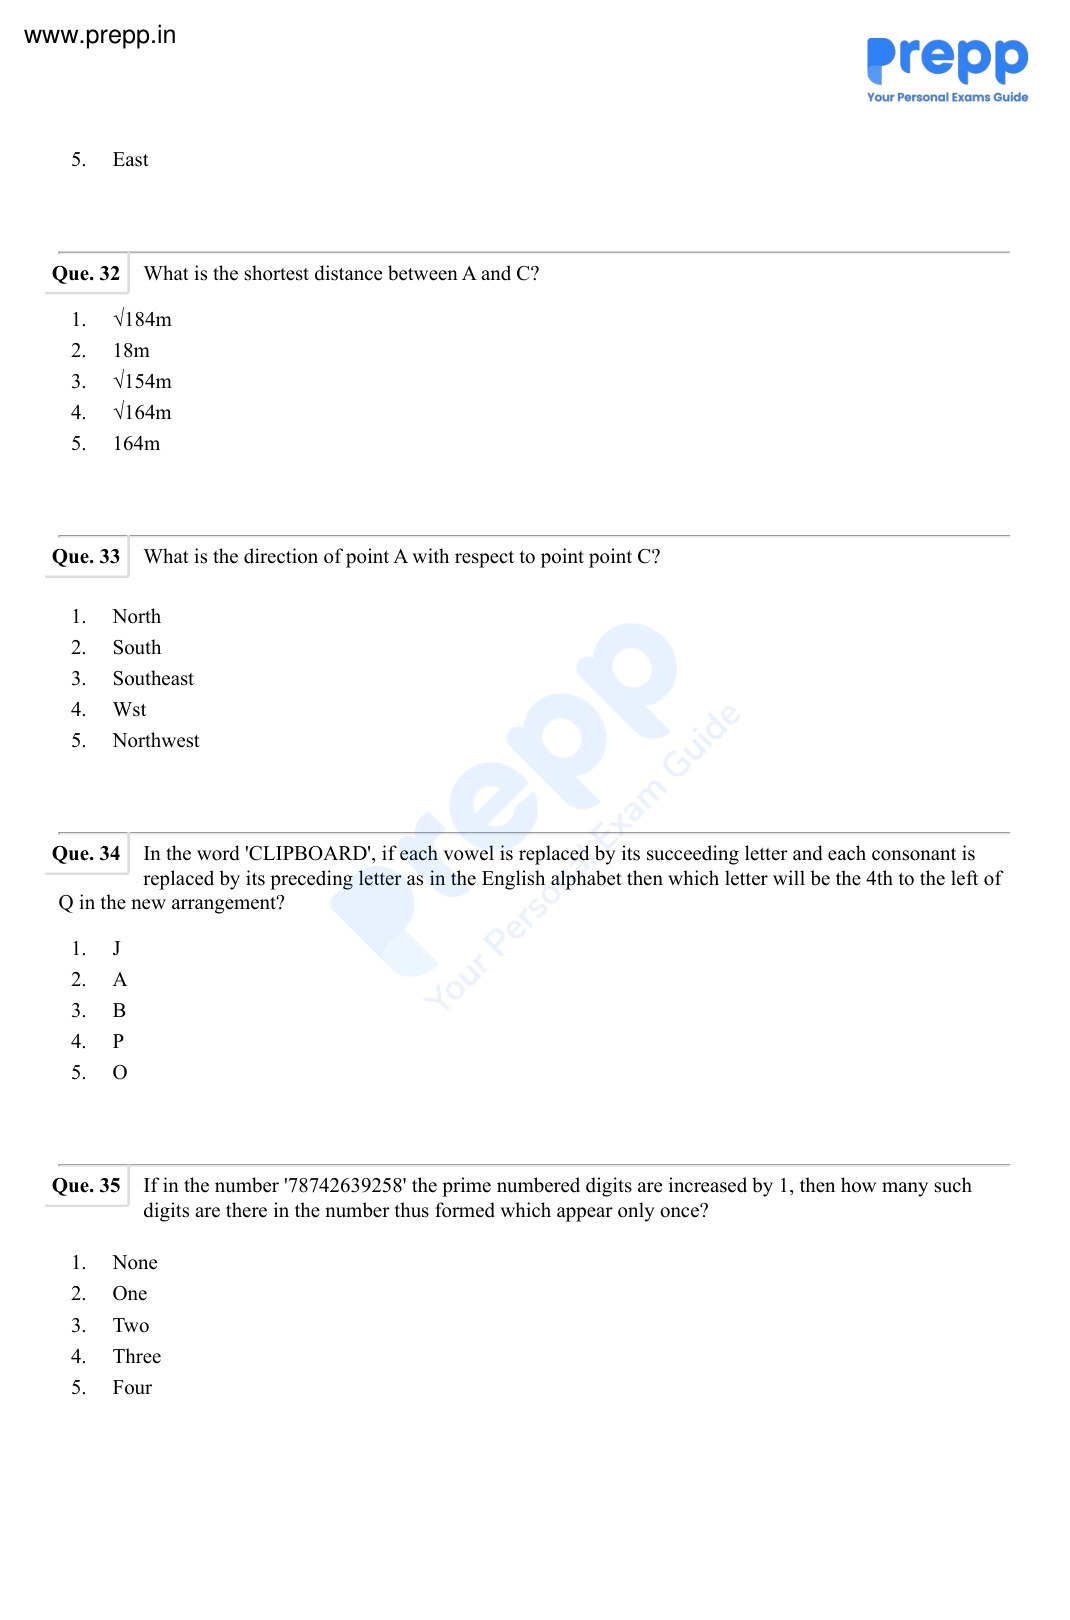 www.prepp.in
prepp
Your Personal Exams Guide
5. East
Que. 32 What is the shortest distance between A and C?
1. √184m
2. 18m
3. √154m
4. √164m
5. 164m
Que. 33 What is the direction of point A with respect to point point C?
1. North
2. South
3. Southeast
4. Wst
5. Northwest
prepp
Your Personal Exam Guide
Que. 34 In the word 'CLIPBOARD', if each vowel is replaced by its succeeding letter and each consonant is
replaced by its preceding letter as in the English alphabet then which letter will be the 4th to the left of
Q in the new arrangement?
1. J
2. A
3. B
4. P
5. O
Que. 35 If in the number '78742639258' the prime numbered digits are increased by 1, then how many such
digits are there in the number thus formed which appear only once?
1. None
2. One
3. Two
4. Three
5. Four